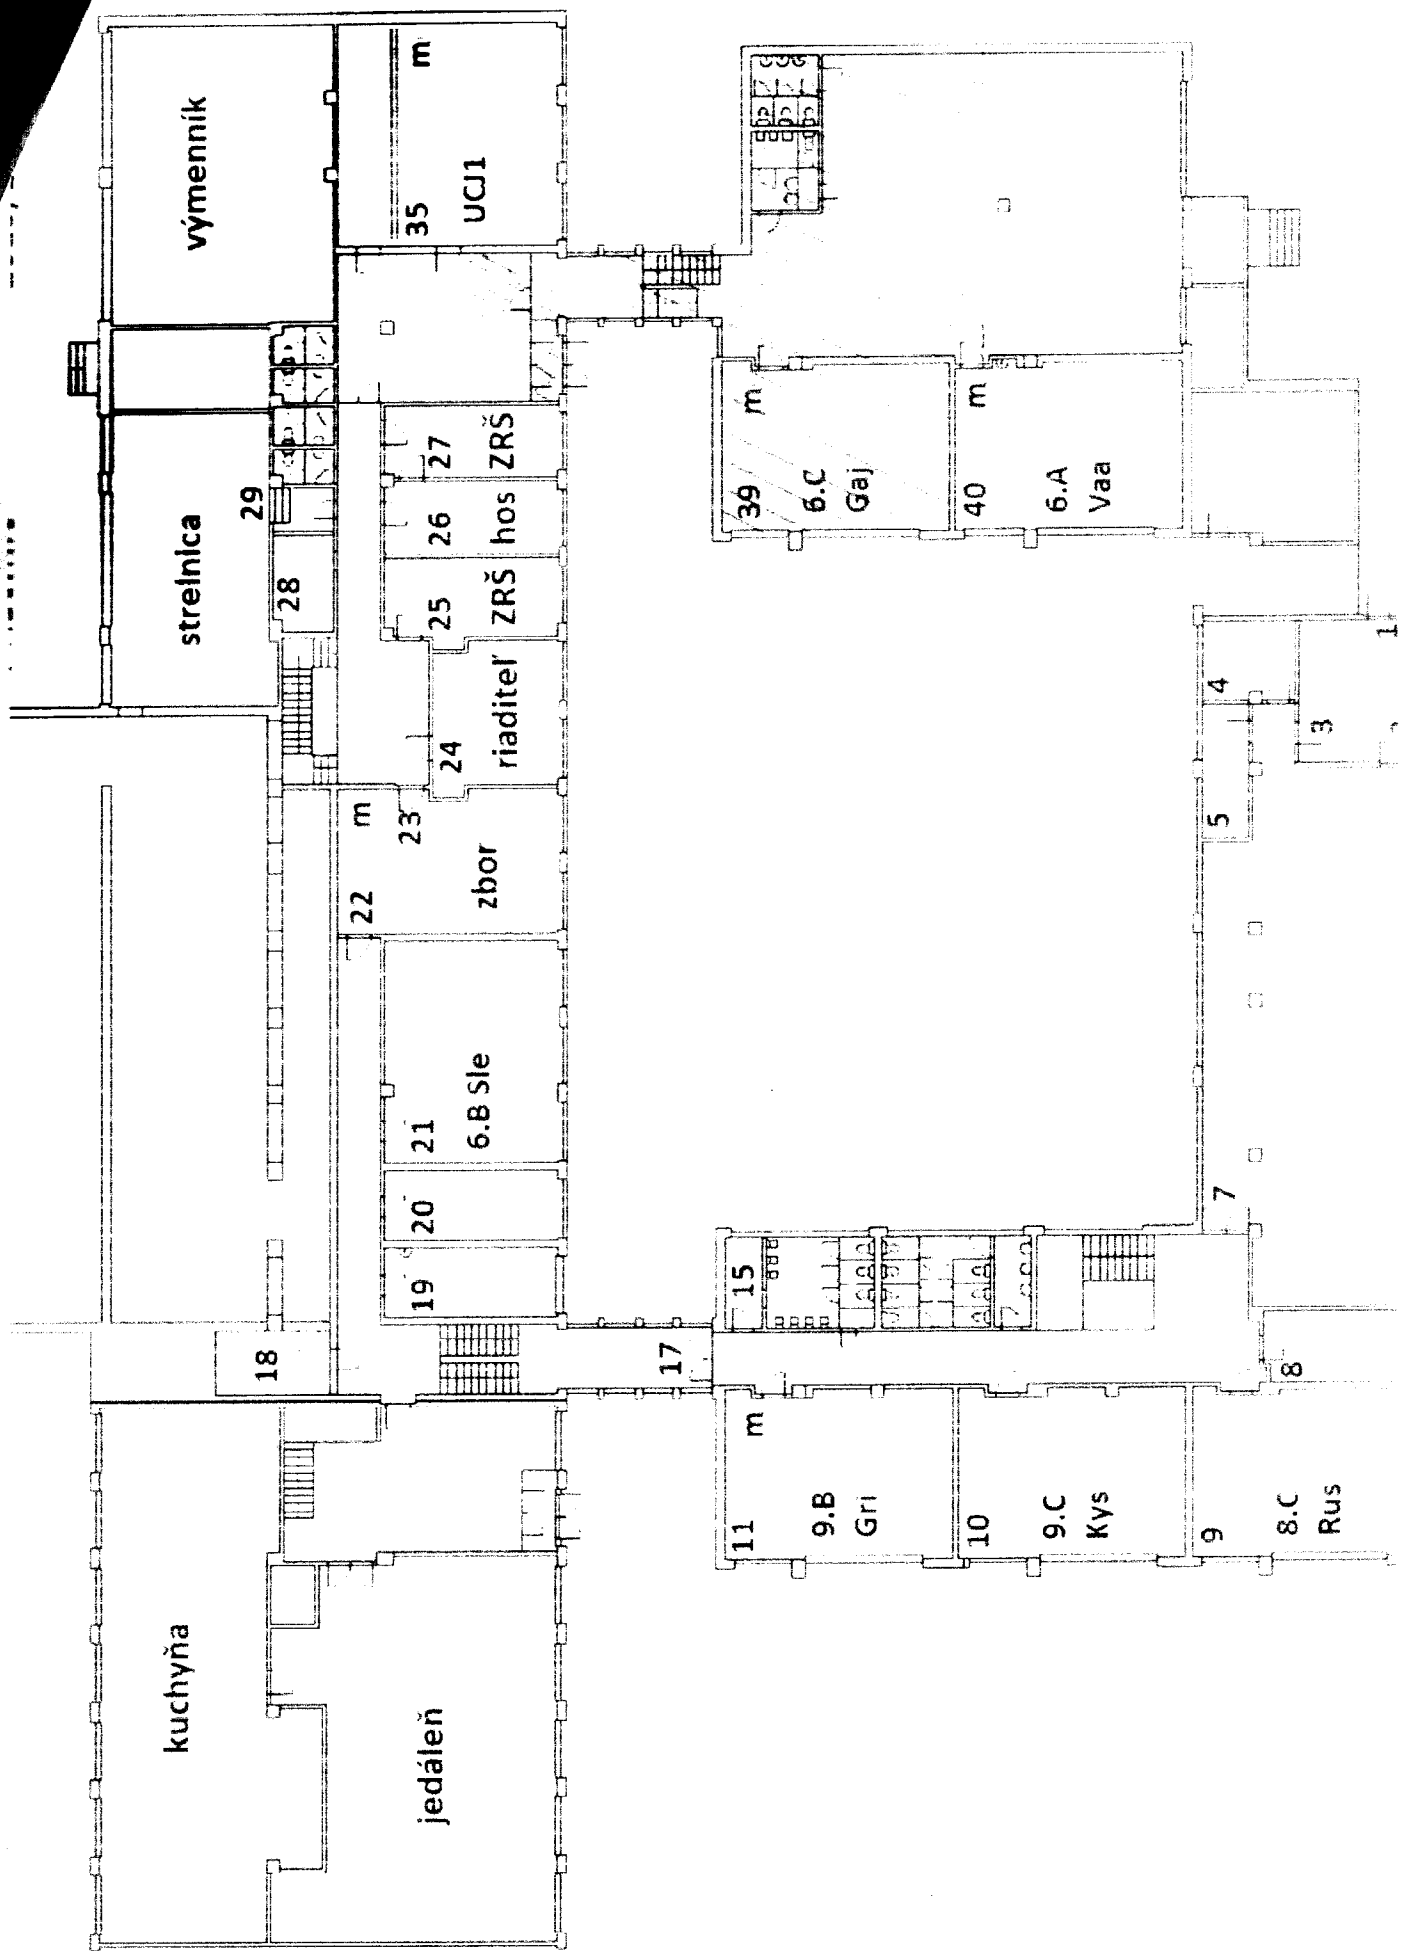 kuchyňa
jedáleň
18
strelnica
výmenník
29
28
19
20
21
6.B Sle
22
m
23
zbor
24
riaditeľ
25
ZRŠ
26
hos
27
ZRŠ
35
m
UCJ1
17
11
m
9.B
Gri
10
9.C
Kys
9
8.C
Rus
15
8
7
5
4
3
1
39
m
6.C
Gaj
40
m
6.A
Vaa